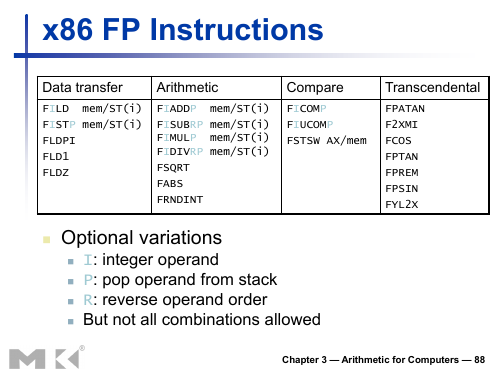 x86 FP Instructions
Data transfer Arithmetic Compare Transcendental
FILD mem/ST(i) FIADDP mem/ST(i) FICOMP FPATAN
FISTP mem/ST(i) FISUBRP mem/ST(i) FIUCOMP F2XMI
FLDPI FIMULP mem/ST(i) FSTSW AX/mem FCOS
FLD1 FIDIVRP mem/ST(i) FPTAN
FLDZ FSQRT FPREM
FABS FPSIN
FRNDINT FYL2X
Optional variations
I: integer operand
P: pop operand from stack
R: reverse operand order
But not all combinations allowed
MK®
Chapter 3 — Arithmetic for Computers — 88